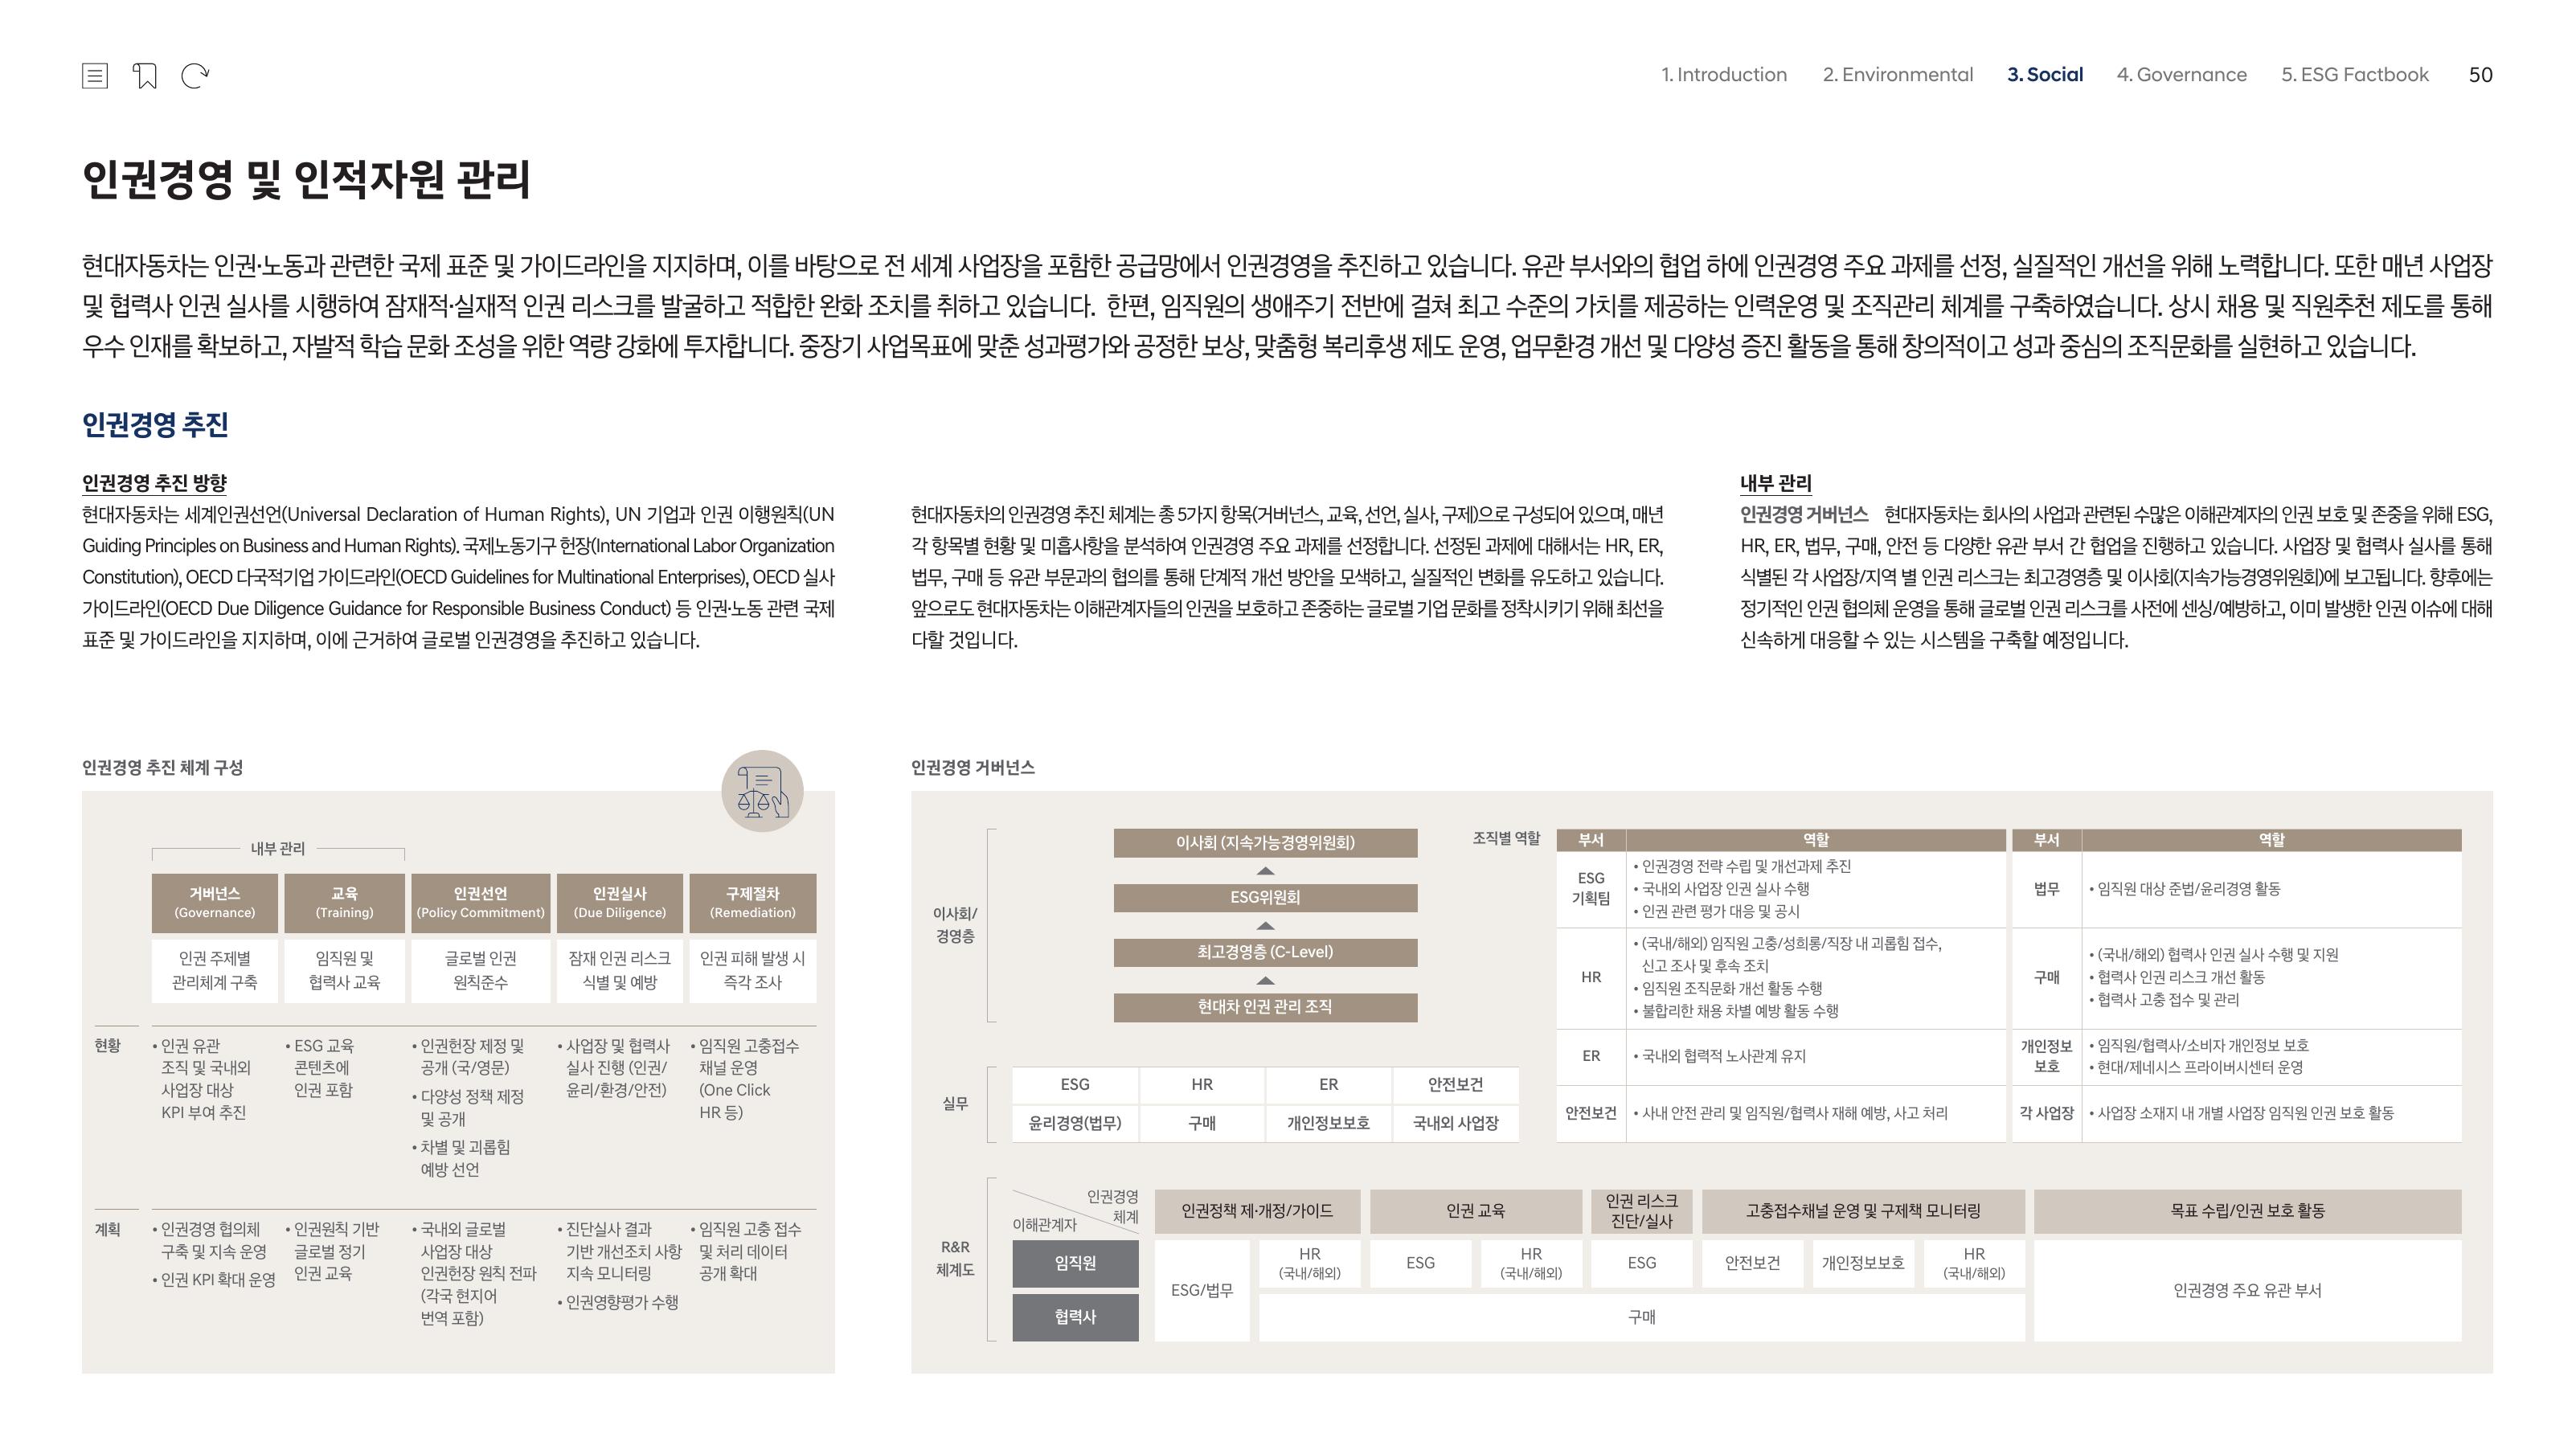 1. Introduction 2. Environmental 3. Social 4. Governance 5. ESG Factbook 50
인권경영 및 인적자원 관리
현대자동차는 인권·노동과 관련한 국제 표준 및 가이드라인을 지지하며, 이를 바탕으로 전 세계 사업장을 포함한 공급망에서 인권경영을 추진하고 있습니다. 유관 부서와의 협업 하에 인권경영 주요 과제를 선정, 실질적인 개선을 위해 노력합니다. 또한 매년 사업장
및 협력사 인권 실사를 시행하여 잠재적·실재적 인권 리스크를 발굴하고 적합한 완화 조치를 취하고 있습니다. 한편, 임직원의 생애주기 전반에 걸쳐 최고 수준의 가치를 제공하는 인력운영 및 조직관리 체계를 구축하였습니다. 상시 채용 및 직원추천 제도를 통해
우수 인재를 확보하고, 자발적 학습 문화 조성을 위한 역량 강화에 투자합니다. 중장기 사업목표에 맞춘 성과평가와 공정한 보상, 맞춤형 복리후생 제도 운영, 업무환경 개선 및 다양성 증진 활동을 통해 창의적이고 성과 중심의 조직문화를 실현하고 있습니다.
인권경영 추진
인권경영 추진 방향
현대자동차는 세계인권선언(Universal Declaration of Human Rights), UN 기업과 인권 이행원칙(UN
Guiding Principles on Business and Human Rights). 국제노동기구 헌장(International Labor Organization
Constitution), OECD 다국적기업 가이드라인(OECD Guidelines for Multinational Enterprises), OECD 실사
가이드라인(OECD Due Diligence Guidance for Responsible Business Conduct) 등 인권·노동 관련 국제
표준 및 가이드라인을 지지하며, 이에 근거하여 글로벌 인권경영을 추진하고 있습니다.
현대자동차의 인권경영 추진 체계는 총 5가지 항목(거버넌스, 교육, 선언, 실사, 구제)으로 구성되어 있으며, 매년
각 항목별 현황 및 미흡사항을 분석하여 인권경영 주요 과제를 선정합니다. 선정된 과제에 대해서는 HR, ER,
법무, 구매 등 유관 부문과의 협의를 통해 단계적 개선 방안을 모색하고, 실질적인 변화를 유도하고 있습니다.
앞으로도 현대자동차는 이해관계자들의 인권을 보호하고 존중하는 글로벌 기업 문화를 정착시키기 위해 최선을
다할 것입니다.
내부 관리
인권경영 거버넌스 현대자동차는 회사의 사업과 관련된 수많은 이해관계자의 인권 보호 및 존중을 위해 ESG,
HR, ER, 법무, 구매, 안전 등 다양한 유관 부서 간 협업을 진행하고 있습니다. 사업장 및 협력사 실사를 통해
식별된 각 사업장/지역 별 인권 리스크는 최고경영층 및 이사회(지속가능경영위원회)에 보고됩니다. 향후에는
정기적인 인권 협의체 운영을 통해 글로벌 인권 리스크를 사전에 센싱/예방하고, 이미 발생한 인권 이슈에 대해
신속하게 대응할 수 있는 시스템을 구축할 예정입니다.
인권경영 추진 체계 구성
내부 관리
거버넌스
(Governance)
교육
(Training)
인권선언
(Policy Commitment)
인권실사
(Due Diligence)
구제절차
(Remediation)
인권 주제별
관리체계 구축
임직원 및
협력사 교육
글로벌 인권
원칙준수
잠재 인권 리스크
식별 및 예방
인권 피해 발생 시
즉각 조사
현황
• 인권 유관
조직 및 국내외
사업장 대상
KPI 부여 추진
• ESG 교육
콘텐츠에
인권 포함
• 인권헌장 제정 및
공개 (국/영문)
• 다양성 정책 제정
및 공개
• 차별 및 괴롭힘
예방 선언
• 사업장 및 협력사
실사 진행 (인권/
윤리/환경/안전)
• 임직원 고충접수
채널 운영
(One Click
HR 등)
계획
• 인권경영 협의체
구축 및 지속 운영
• 인권 KPI 확대 운영
• 인권원칙 기반
글로벌 정기
인권 교육
• 국내외 글로벌
사업장 대상
인권헌장 원칙 전파
(각국 현지어
번역 포함)
• 진단실사 결과
기반 개선조치 사항
지속 모니터링
• 인권영향평가 수행
• 임직원 고충 접수
및 처리 데이터
공개 확대
인권경영 거버넌스
이사회/
경영층
이사회 (지속가능경영위원회)
ESG위원회
최고경영층 (C-Level)
현대차 인권 관리 조직
실무
ESG HR ER 안전보건
윤리경영(법무) 구매 개인정보보호 국내외 사업장
조직별 역할
부서 역할
ESG
기획팀
• 인권경영 전략 수립 및 개선과제 추진
• 국내외 사업장 인권 실사 수행
• 인권 관련 평가 대응 및 공시
HR
• (국내/해외) 임직원 고충/성희롱/직장 내 괴롭힘 접수,
신고 조사 및 후속 조치
• 임직원 조직문화 개선 활동 수행
• 불합리한 채용 차별 예방 활동 수행
ER
• 국내외 협력적 노사관계 유지
안전보건
• 사내 안전 관리 및 임직원/협력사 재해 예방, 사고 처리
부서 역할
법무
• 임직원 대상 준법/윤리경영 활동
구매
• (국내/해외) 협력사 인권 실사 수행 및 지원
• 협력사 인권 리스크 개선 활동
• 협력사 고충 접수 및 관리
개인정보
보호
• 임직원/협력사/소비자 개인정보 보호
• 현대/제네시스 프라이버시센터 운영
각 사업장
• 사업장 소재지 내 개별 사업장 임직원 인권 보호 활동
R&R
체계도
인권경영
체계
이해관계자
인권정책 제·개정/가이드
인권 교육
인권 리스크
진단/실사
고충접수채널 운영 및 구제책 모니터링
목표 수립/인권 보호 활동
임직원
ESG/법무
HR
(국내/해외)
ESG
HR
(국내/해외)
ESG
안전보건
개인정보보호
HR
(국내/해외)
인권경영 주요 유관 부서
협력사
구매